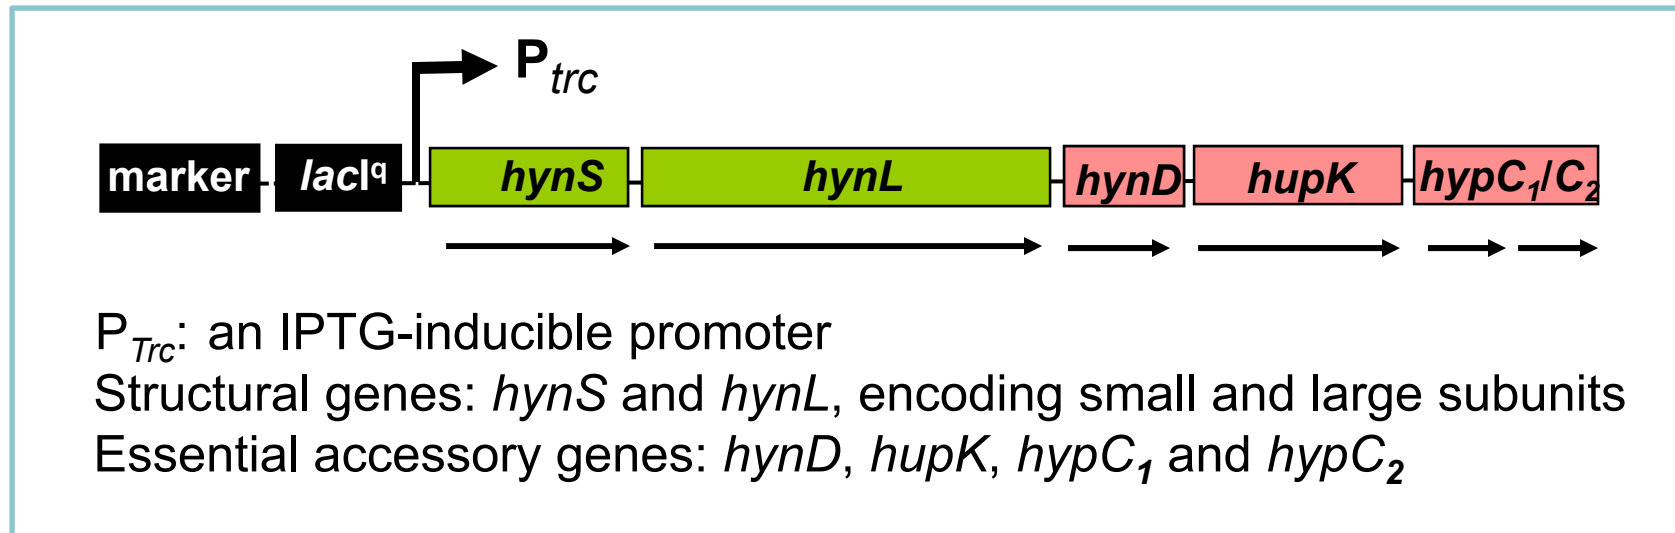 P trc
marker lacIq hynS hynL hynD hupK hypC1/C2
PTrc: an IPTG-inducible promoter
Structural genes: hynS and hynL, encoding small and large subunits
Essential accessory genes: hynD, hupK, hypC1 and hypC2